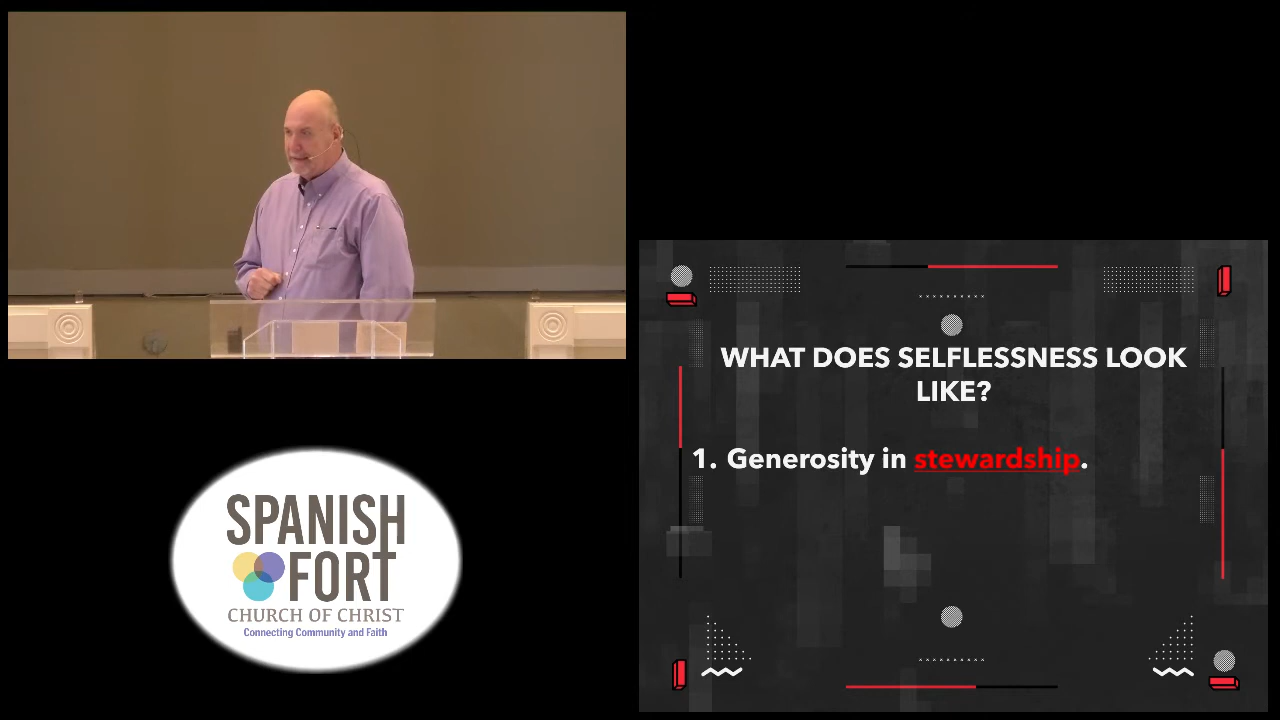 WHAT DOES SELFLESSNESS LOOK
LIKE?
1. Generosity in stewardship.
SPANISH
FORT
CHURCH OF CHRIST
Connecting Community and Faith